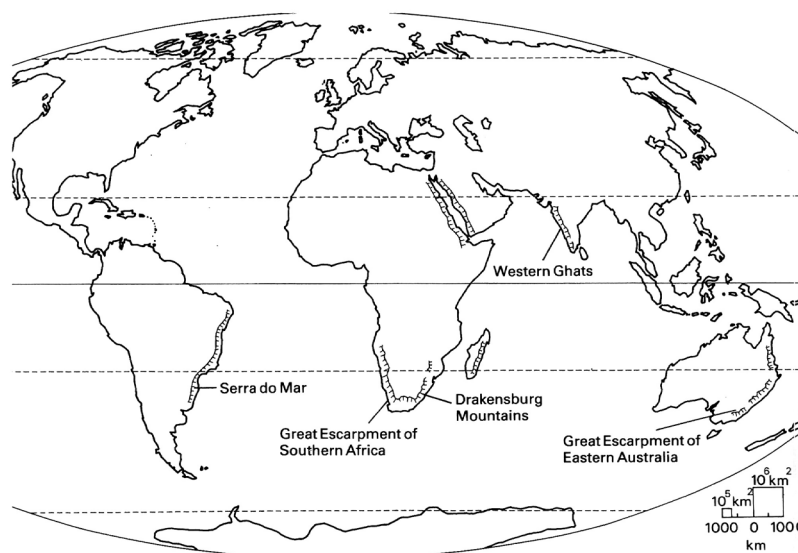 Western Ghats
Serra do Mar
Drakensburg
Mountains
Great Escarpment of
Southern Africa
Great Escarpment of
Eastern Australia
10⁶ km²
10⁵ km²
1000 0 100
km